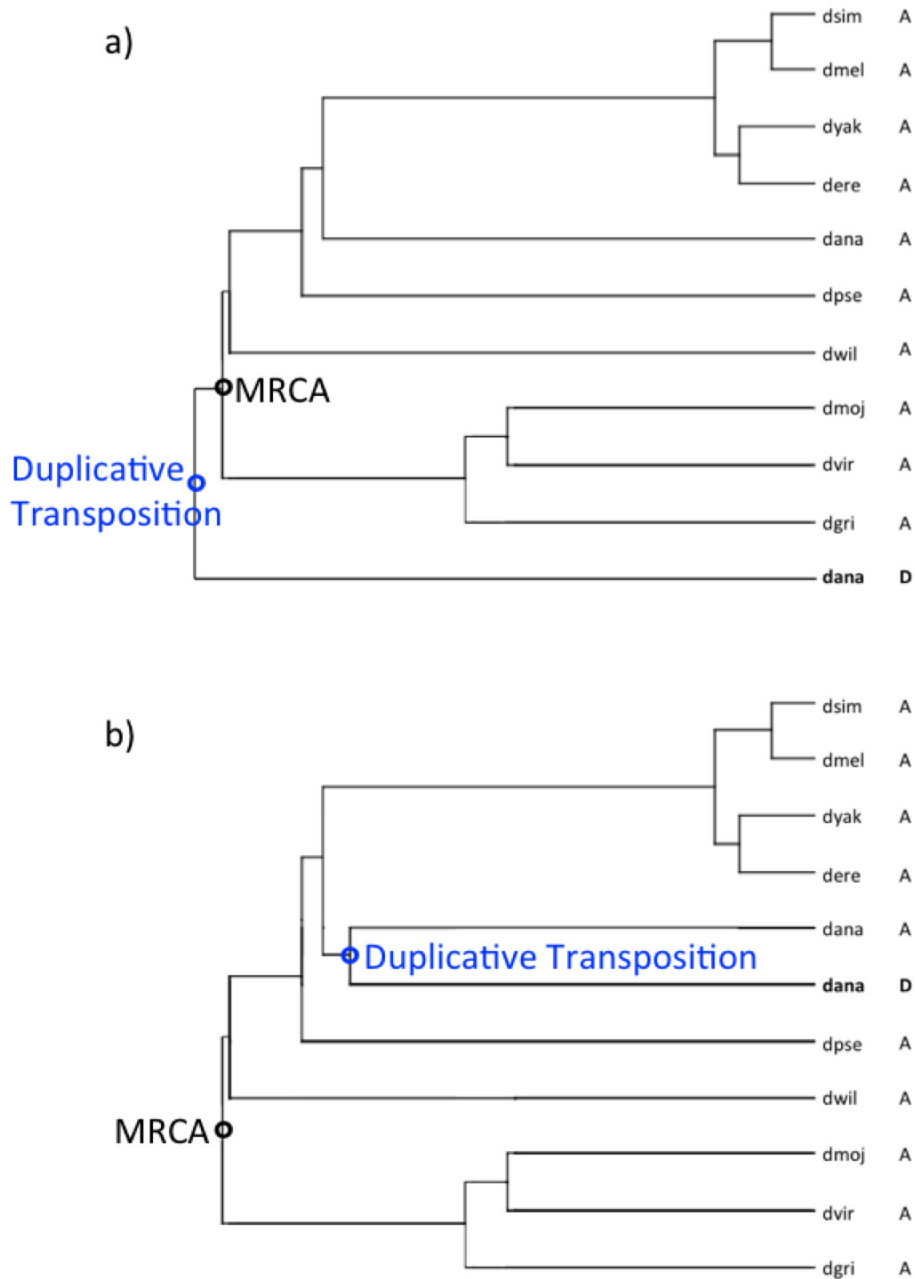 a)
dsim A
dmel A
dyak A
dere A
dana A
dpse A
dwil A
MRCA
dmoj A
Duplicative
Transposition
dvir A
dgri A
dana D
b)
dsim A
dmel A
dyak A
dere A
dana A
Duplicative Transposition
dana D
dpse A
dwil A
MRCA
dmoj A
dvir A
dgri A